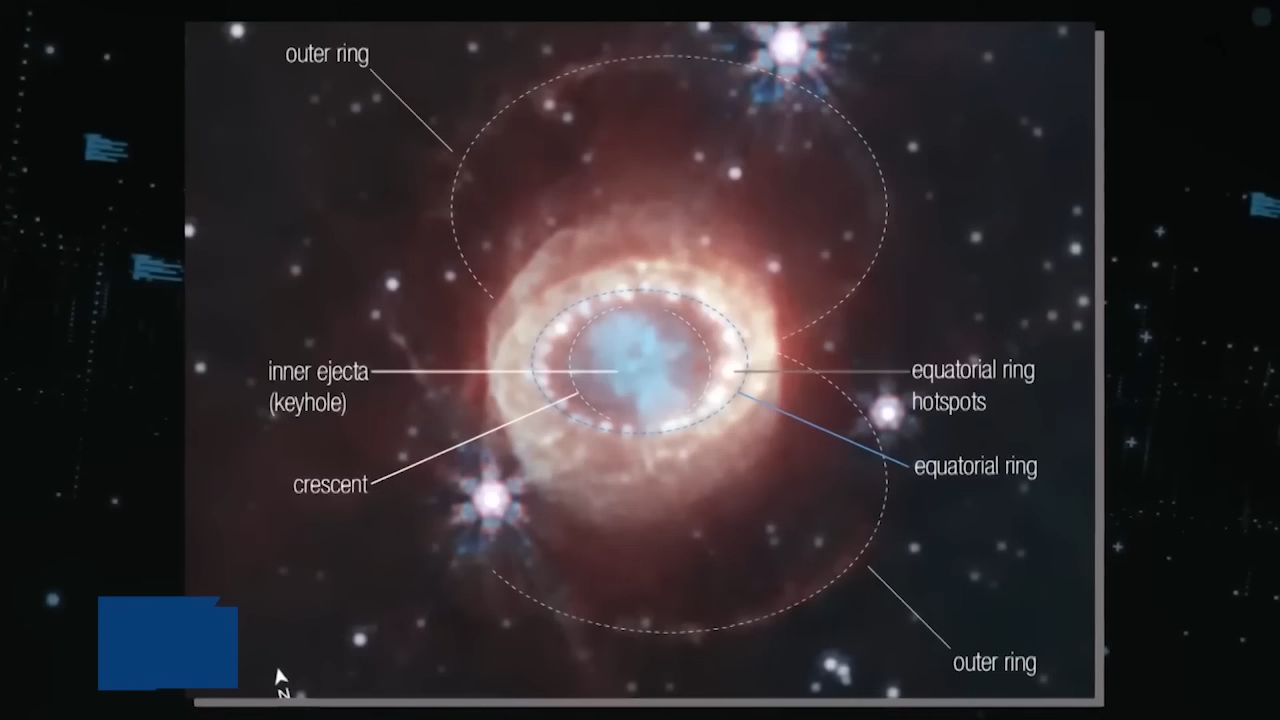 outer ring
inner ejecta
(keyhole)
equatorial ring
hotspots
equatorial ring
crescent
outer ring
N